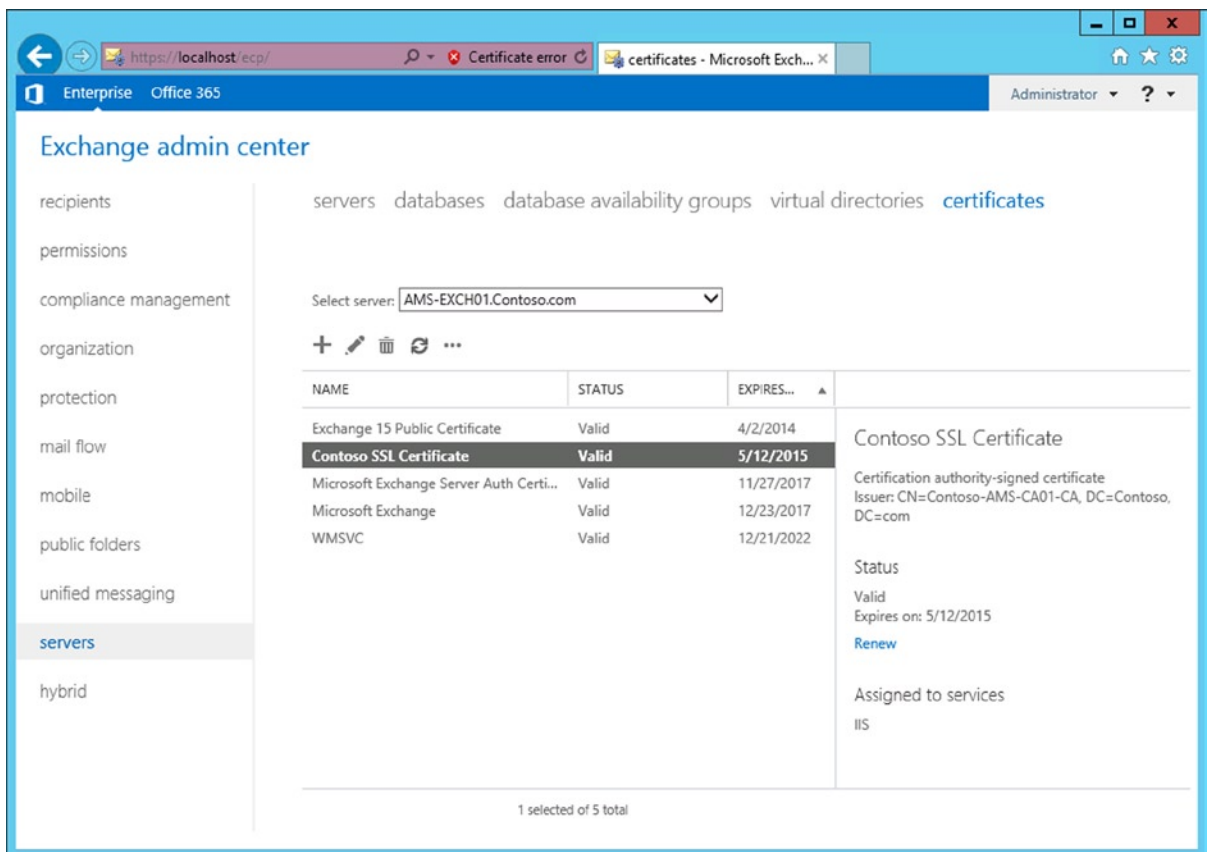 https://localhost/ecp/ Certificate error certificates - Microsoft Exch...
Enterprise Office 365 Administrator ?
Exchange admin center
recipients
permissions
compliance management
organization
protection
mail flow
mobile
public folders
unified messaging
servers
hybrid
servers databases database availability groups virtual directories certificates
Select server: AMS-EXCH01.Contoso.com
NAME STATUS EXPIRES...
Exchange 15 Public Certificate Valid 4/2/2014
Contoso SSL Certificate Valid 5/12/2015
Microsoft Exchange Server Auth Certi... Valid 11/27/2017
Microsoft Exchange Valid 12/23/2017
WMSVC Valid 12/21/2022
Contoso SSL Certificate
Certification authority-signed certificate
Issuer: CN=Contoso-AMS-CA01-CA, DC=Contoso,
DC=com
Status
Valid
Expires on: 5/12/2015
Renew
Assigned to services
IIS
1 selected of 5 total